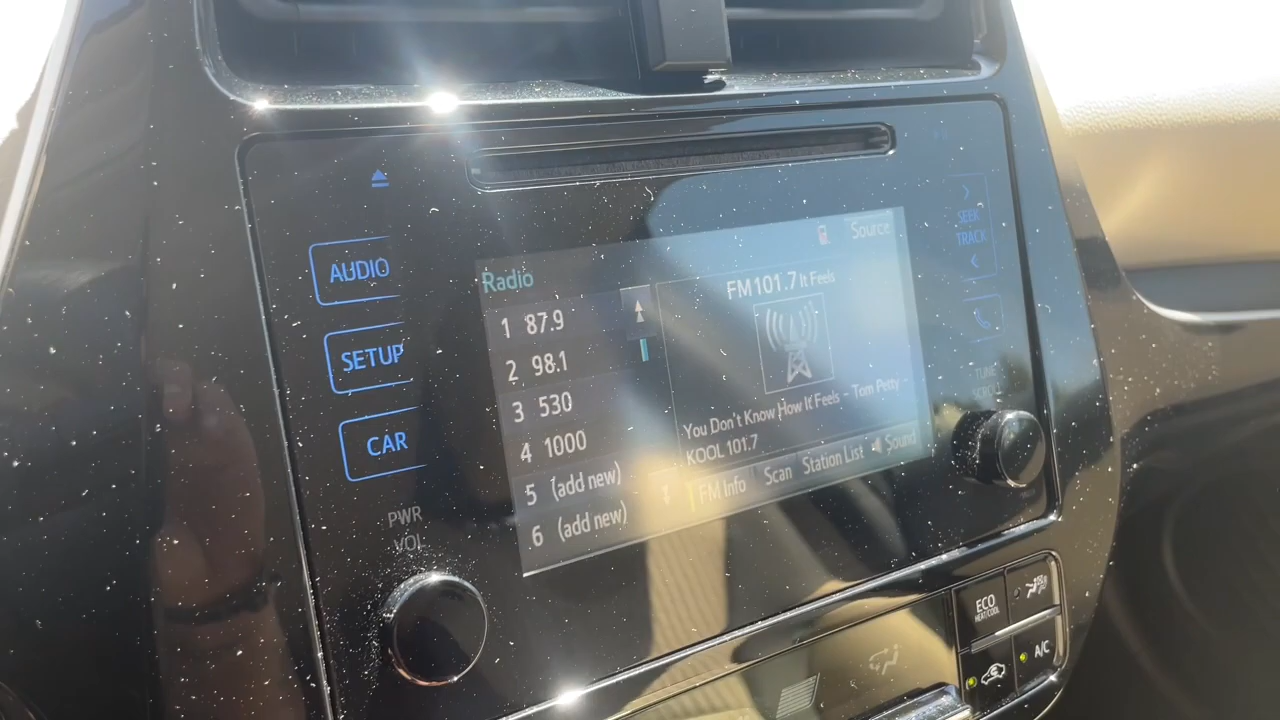 AUDIO
SETUP
CAR
PWR
VOL
Radio
1 87.9
2 98.1
3 530
4 1000
5 (add new)
6 (add new)
Source
FM 101.7 It Feels
You Don't Know How It Feels - Tom Petty
KOOL 101.7
FM Info
Scan
Station List
Sound
SEEK
TRACK
TUNE
SCROLL
ECO
HEAT/COOL
A/C